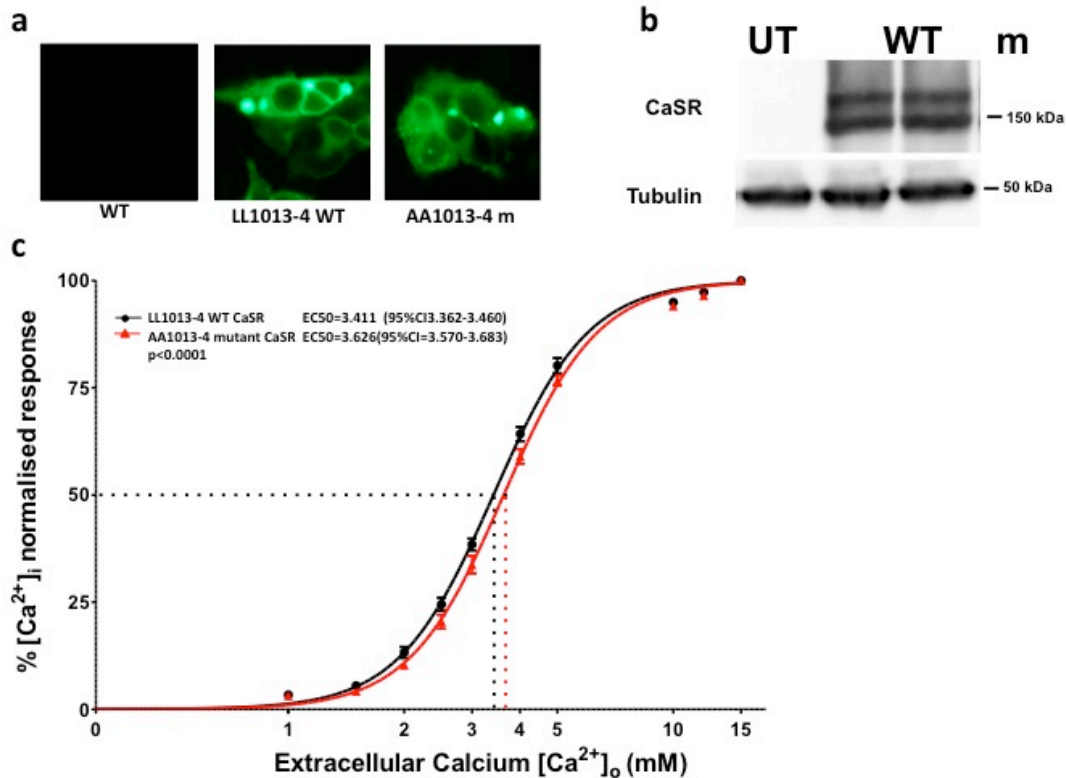 a
WT
LL1013-4 WT
AA1013-4 m
b
UT WT m
CaSR
150 kDa
Tubulin
50 kDa
c
% [Ca²⁺]i normalised response
100
75
50
25
0
LL1013-4 WT CaSR EC50=3.411 (95%CI3.362-3.460)
AA1013-4 mutant CaSR EC50=3.626(95%CI=3.570-3.683)
p<0.0001
0 1 2 3 4 5 10 15
Extracellular Calcium [Ca²⁺]o (mM)